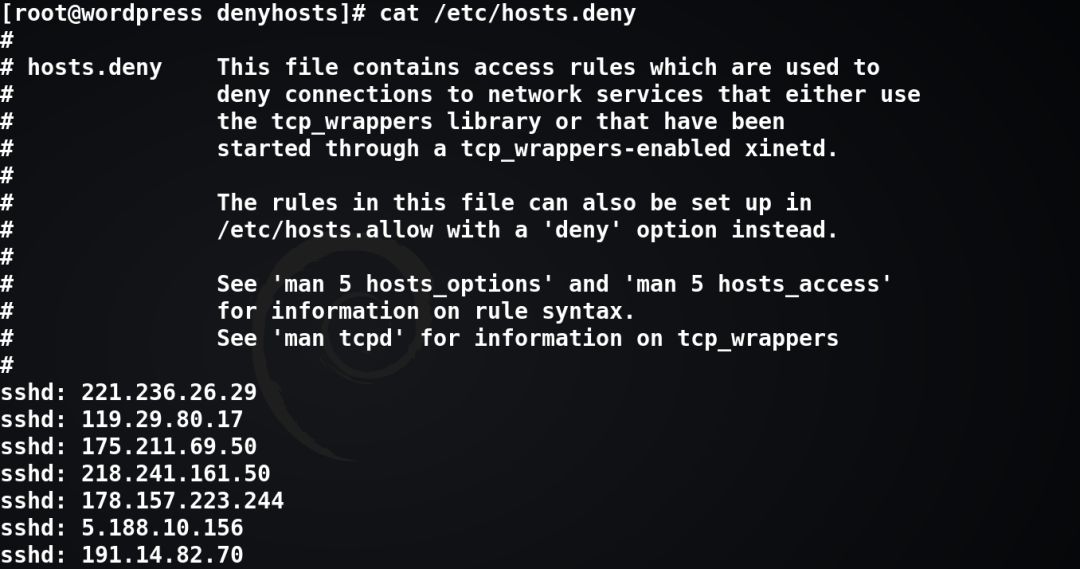 [root@wordpress denyhosts]# cat /etc/hosts.deny
#
# hosts.deny    This file contains access rules which are used to
#               deny connections to network services that either use
#               the tcp_wrappers library or that have been
#               started through a tcp_wrappers-enabled xinetd.
#
#               The rules in this file can also be set up in
#               /etc/hosts.allow with a 'deny' option instead.
#
#               See 'man 5 hosts_options' and 'man 5 hosts_access'
#               for information on rule syntax.
#               See 'man tcpd' for information on tcp_wrappers
#
sshd: 221.236.26.29
sshd: 119.29.80.17
sshd: 175.211.69.50
sshd: 218.241.161.50
sshd: 178.157.223.244
sshd: 5.188.10.156
sshd: 191.14.82.70